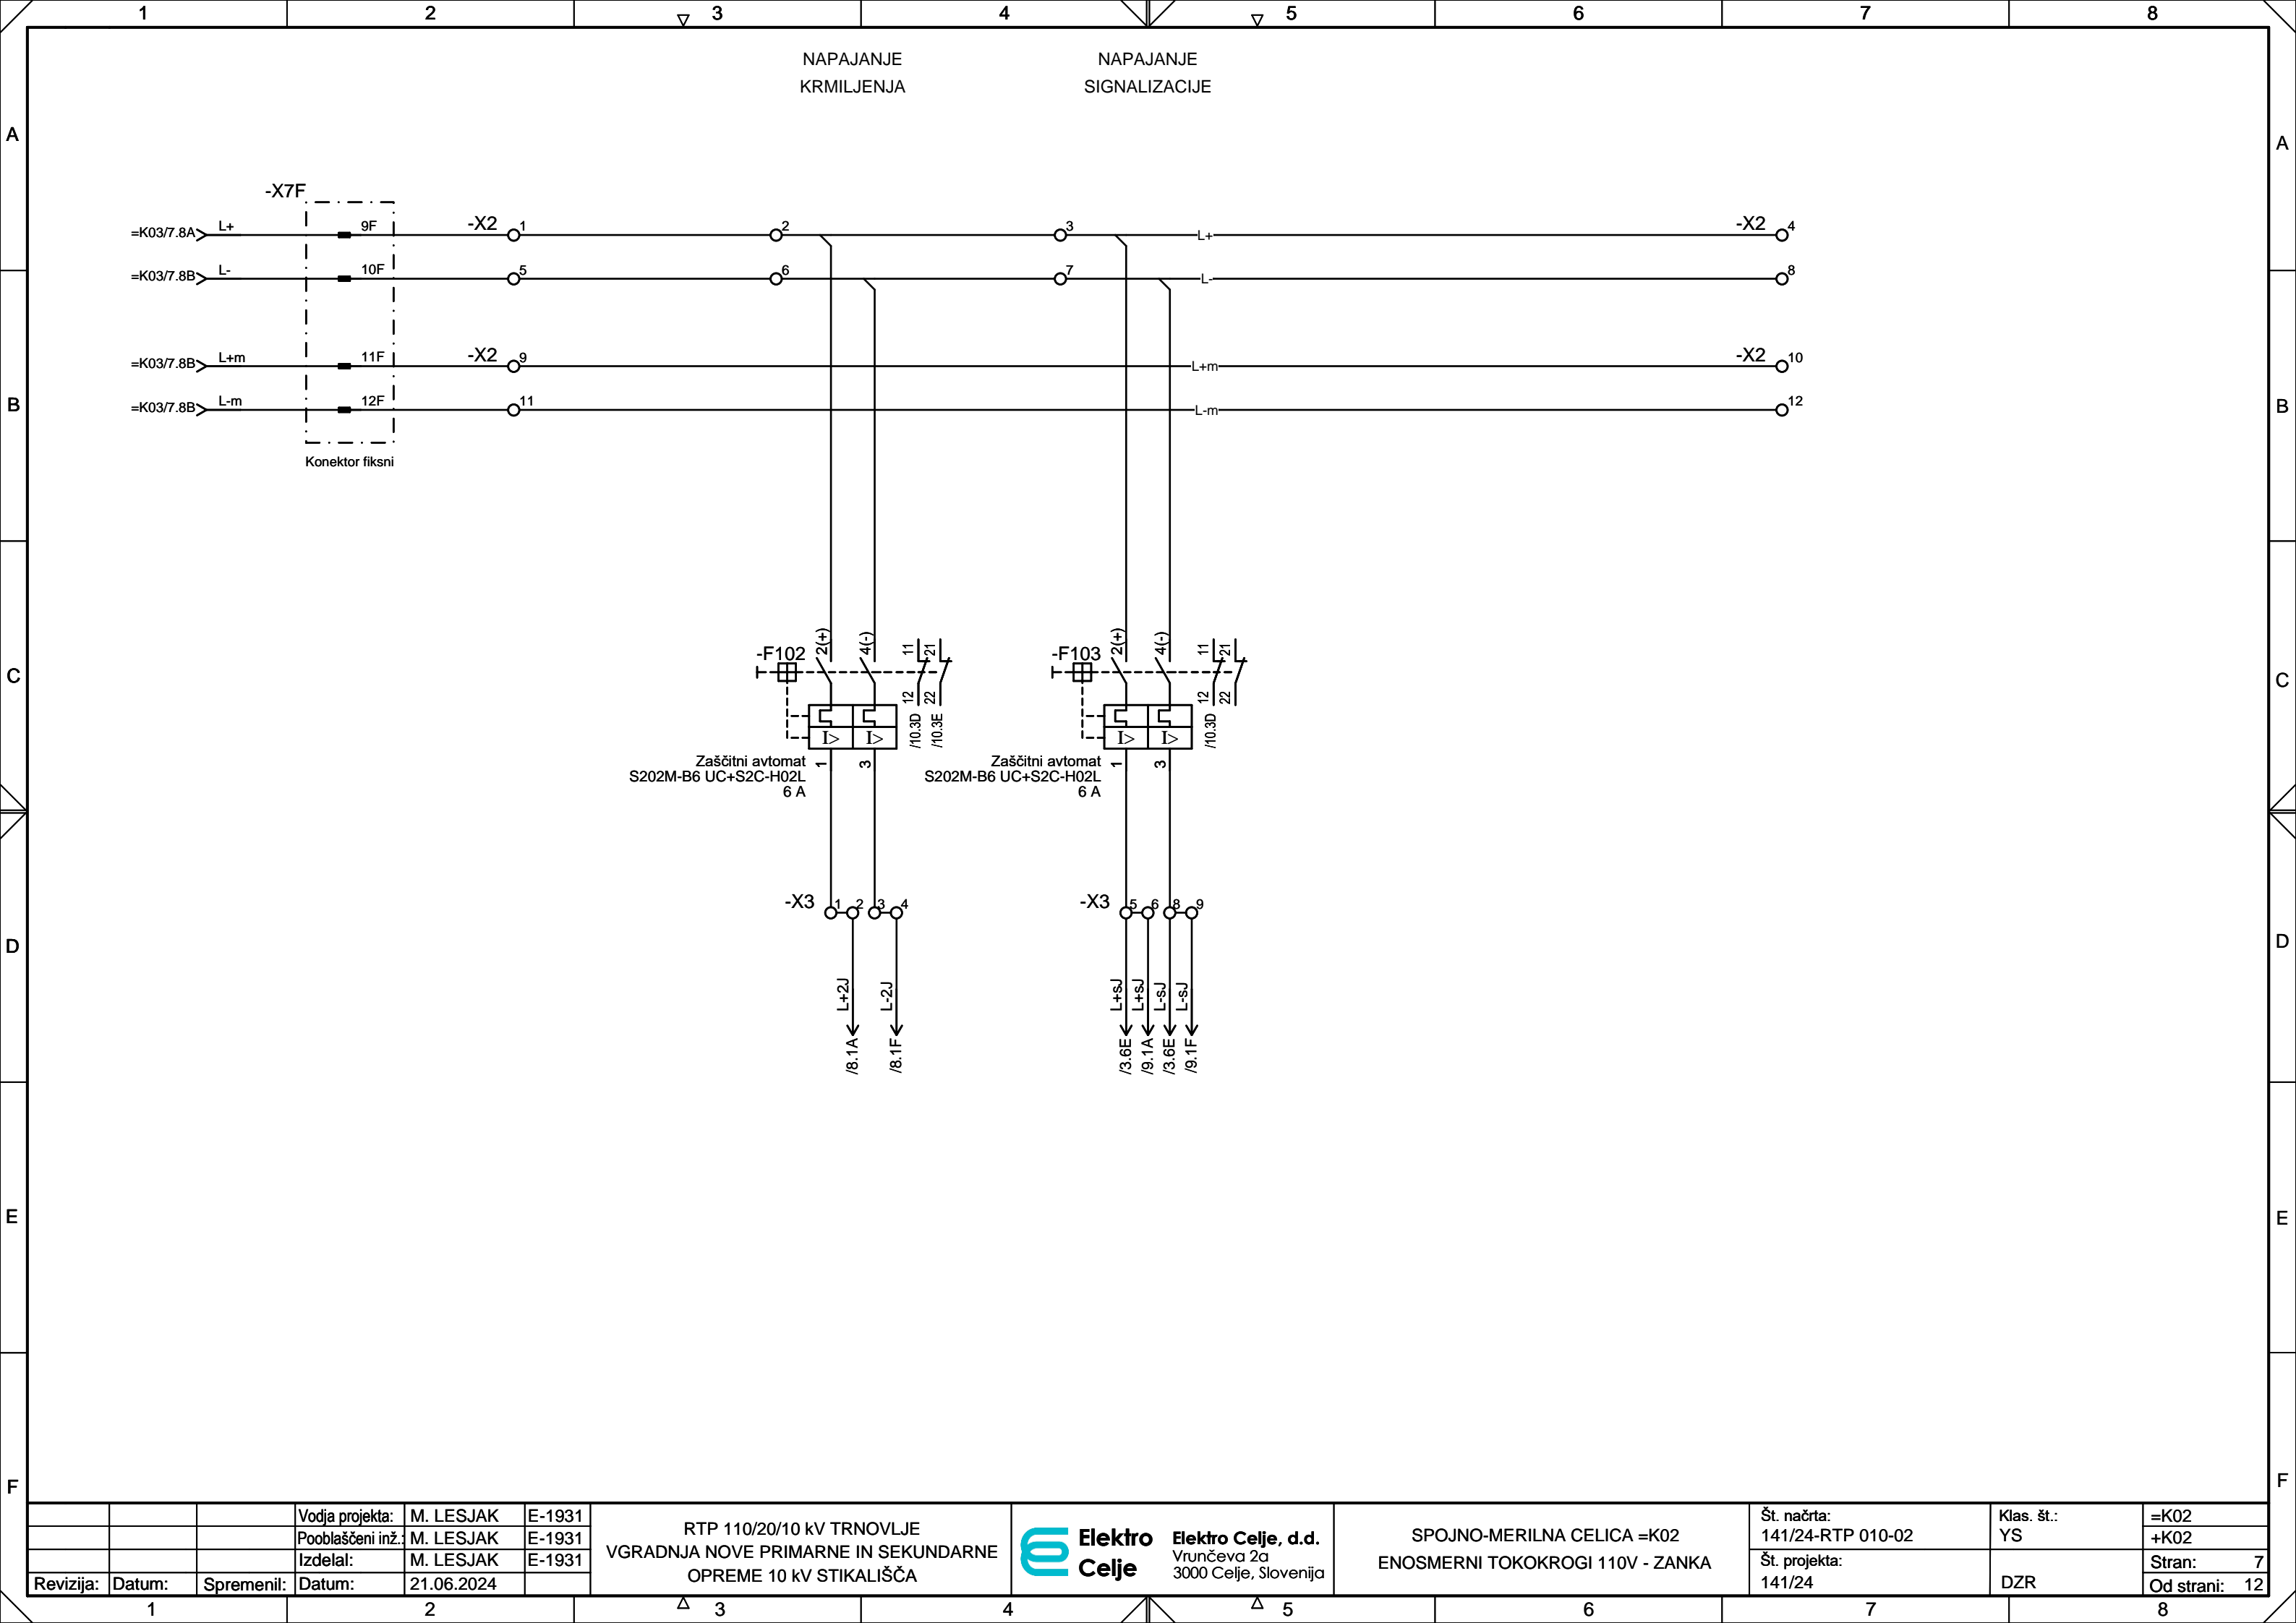 1 2 3 4 5 6 7 8
NAPAJANJE
KRMILJENJA
NAPAJANJE
SIGNALIZACIJE
A A
-X7F
=K03/7.8A L+ 9F -X2 1 2 3 L+ -X2 4
=K03/7.8B L- 10F 5 6 7 L- 8
=K03/7.8B L+m 11F -X2 9 L+m -X2 10
=K03/7.8B L-m 12F 11 L-m 12
B B
Konektor fiksni
-F102 2(+) 4(-) 11 21
12 22
/10.3D /10.3E
I> I>
Zaščitni avtomat
S202M-B6 UC+S2C-H02L
6 A
1 3
-F103 2(+) 4(-) 11 21
12 22
/10.3D
I> I>
Zaščitni avtomat
S202M-B6 UC+S2C-H02L
6 A
1 3
C C
-X3 1 2 3 4
L+2J L-2J
/8.1A /8.1F
-X3 5 6 8 9
L+sJ L+sJ L-sJ L-sJ
/3.6E /9.1A /3.6E /9.1F
D D
E E
F F
Revizija: Datum: Spremenil:
Vodja projekta: M. LESJAK E-1931
Pooblaščeni inž.: M. LESJAK E-1931
Izdelal: M. LESJAK E-1931
Datum: 21.06.2024
RTP 110/20/10 kV TRNOVLJE
VGRADNJA NOVE PRIMARNE IN SEKUNDARNE
OPREME 10 kV STIKALIŠČA
Elektro
Celje
Elektro Celje, d.d.
Vrunčeva 2a
3000 Celje, Slovenija
SPOJNO-MERILNA CELICA =K02
ENOSMERNI TOKOKROGI 110V - ZANKA
Št. načrta:
141/24-RTP 010-02
Št. projekta:
141/24
Klas. št.:
YS
DZR
=K02
+K02
Stran: 7
Od strani: 12
1 2 3 4 5 6 7 8